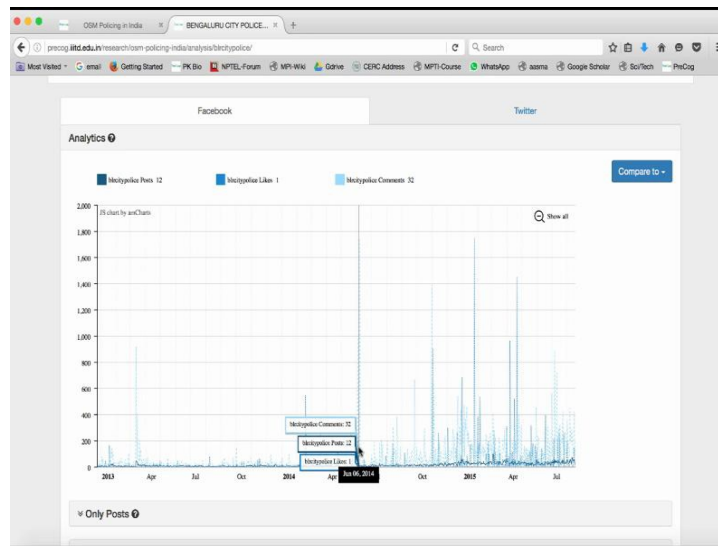 OSM Policing in India × BENGALURU CITY POLICE... × +
precog.iiitd.edu.in/research/osm-policing-india/analysis/blrcitypolice/ Search
Most Visited Getting Started PK Bio NPTEL-Forum MPI-Wiki Gdrive CERC Address MPTI-Course WhatsApp aasma Google Scholar Sci/Tech PreCog
Facebook Twitter
Analytics
blrcitypolice Posts 12 blrcitypolice Likes 1 blrcitypolice Comments 32
Compare to
2,000
JS chart by amCharts
Show all
1,800
1,600
1,400
1,200
1,000
800
600
400
blrcitypolice Comments: 32
200
blrcitypolice Posts: 12
blrcitypolice Likes: 1
0
Jun 06, 2014
2013 Apr Jul Oct 2014 Apr Oct 2015 Apr Jul
Only Posts